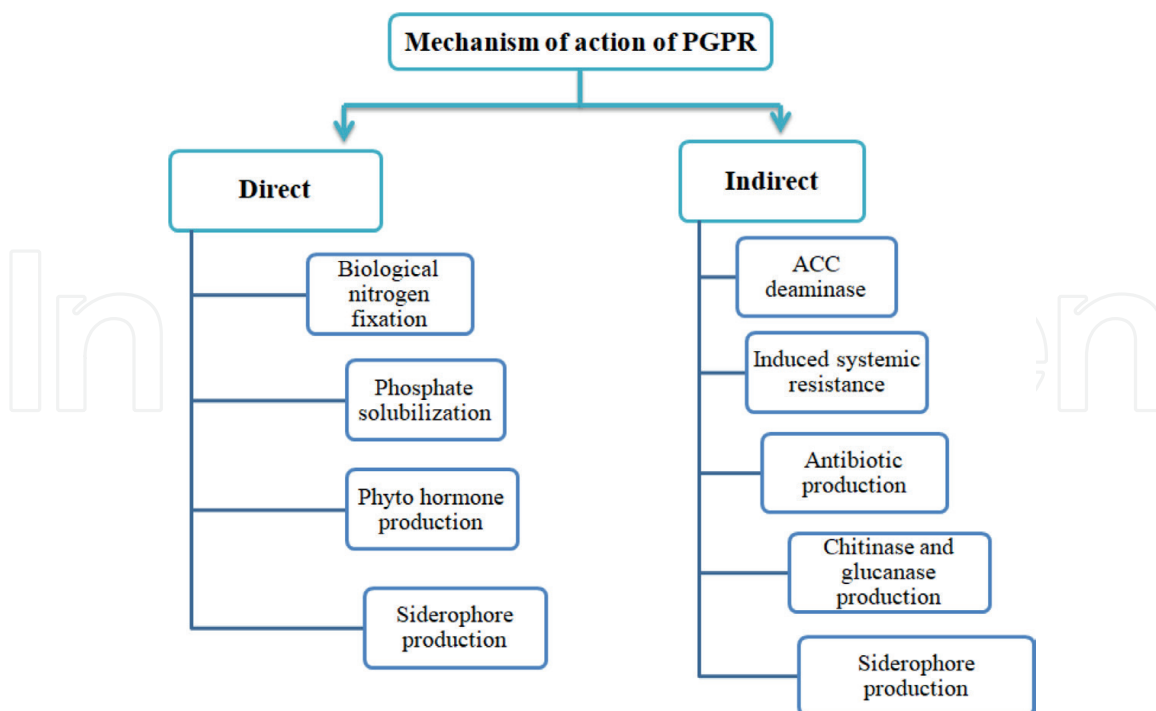 Mechanism of action of PGPR
Direct
Biological
nitrogen
fixation
Phosphate
solubilization
Phyto hormone
production
Siderophore
production
Indirect
ACC
deaminase
Induced systemic
resistance
Antibiotic
production
Chitinase and
glucanase
production
Siderophore
production